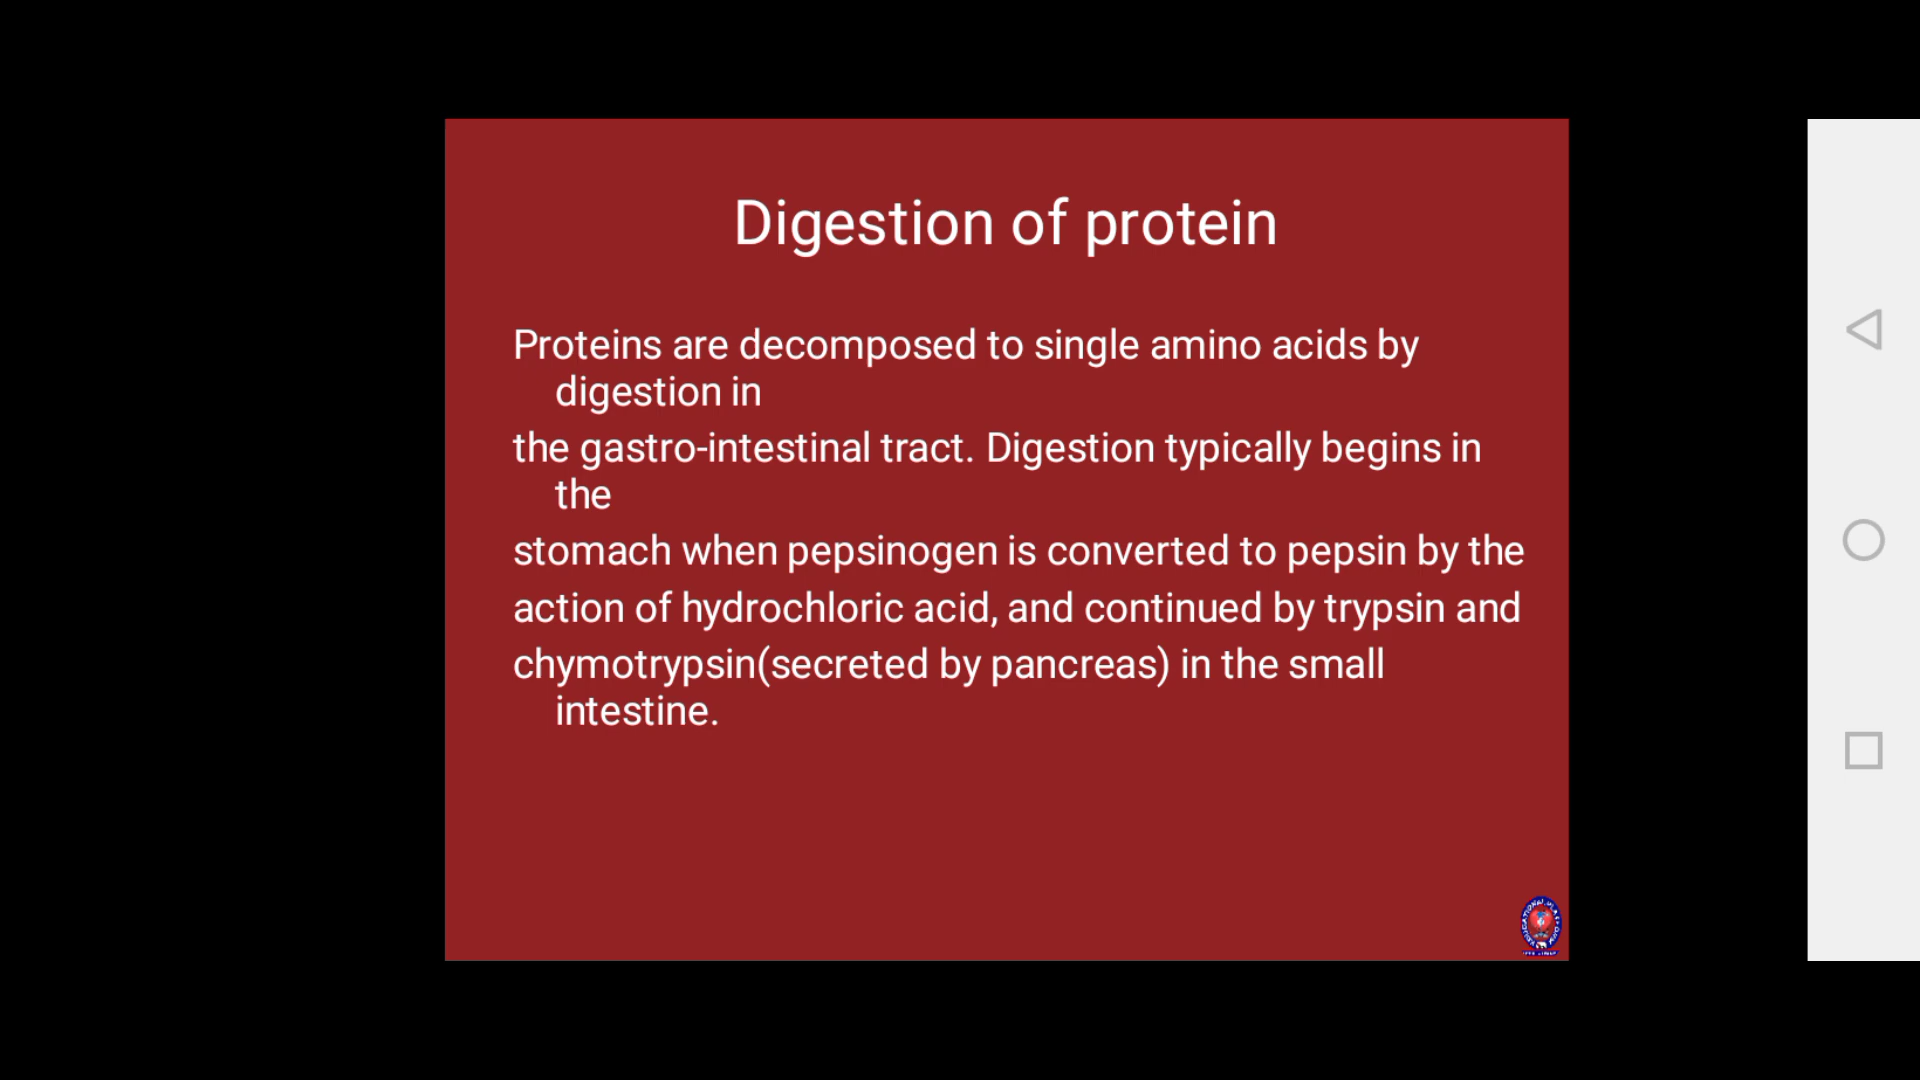 Digestion of protein
Proteins are decomposed to single amino acids by
digestion in
the gastro-intestinal tract. Digestion typically begins in
the
stomach when pepsinogen is converted to pepsin by the
action of hydrochloric acid, and continued by trypsin and
chymotrypsin(secreted by pancreas) in the small
intestine.